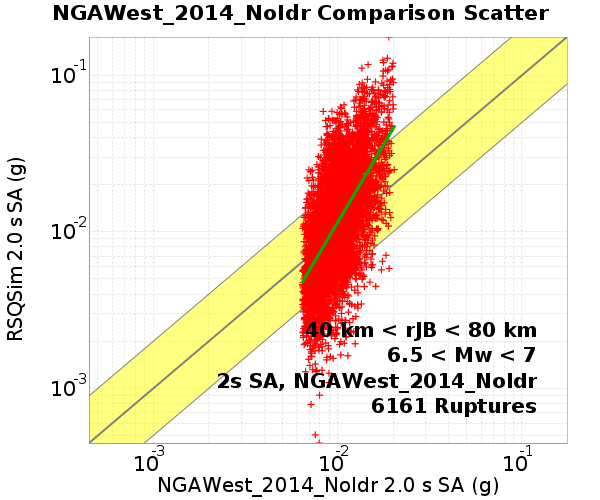 NGAWest_2014_NoIdr Comparison Scatter
10-1
10-2
10-3
RSQSim 2.0 s SA (g)
40 km < rJB < 80 km
6.5 < Mw < 7
2s SA, NGAWest_2014_NoIdr
6161 Ruptures
10-3 10-2 10-1
NGAWest_2014_NoIdr 2.0 s SA (g)